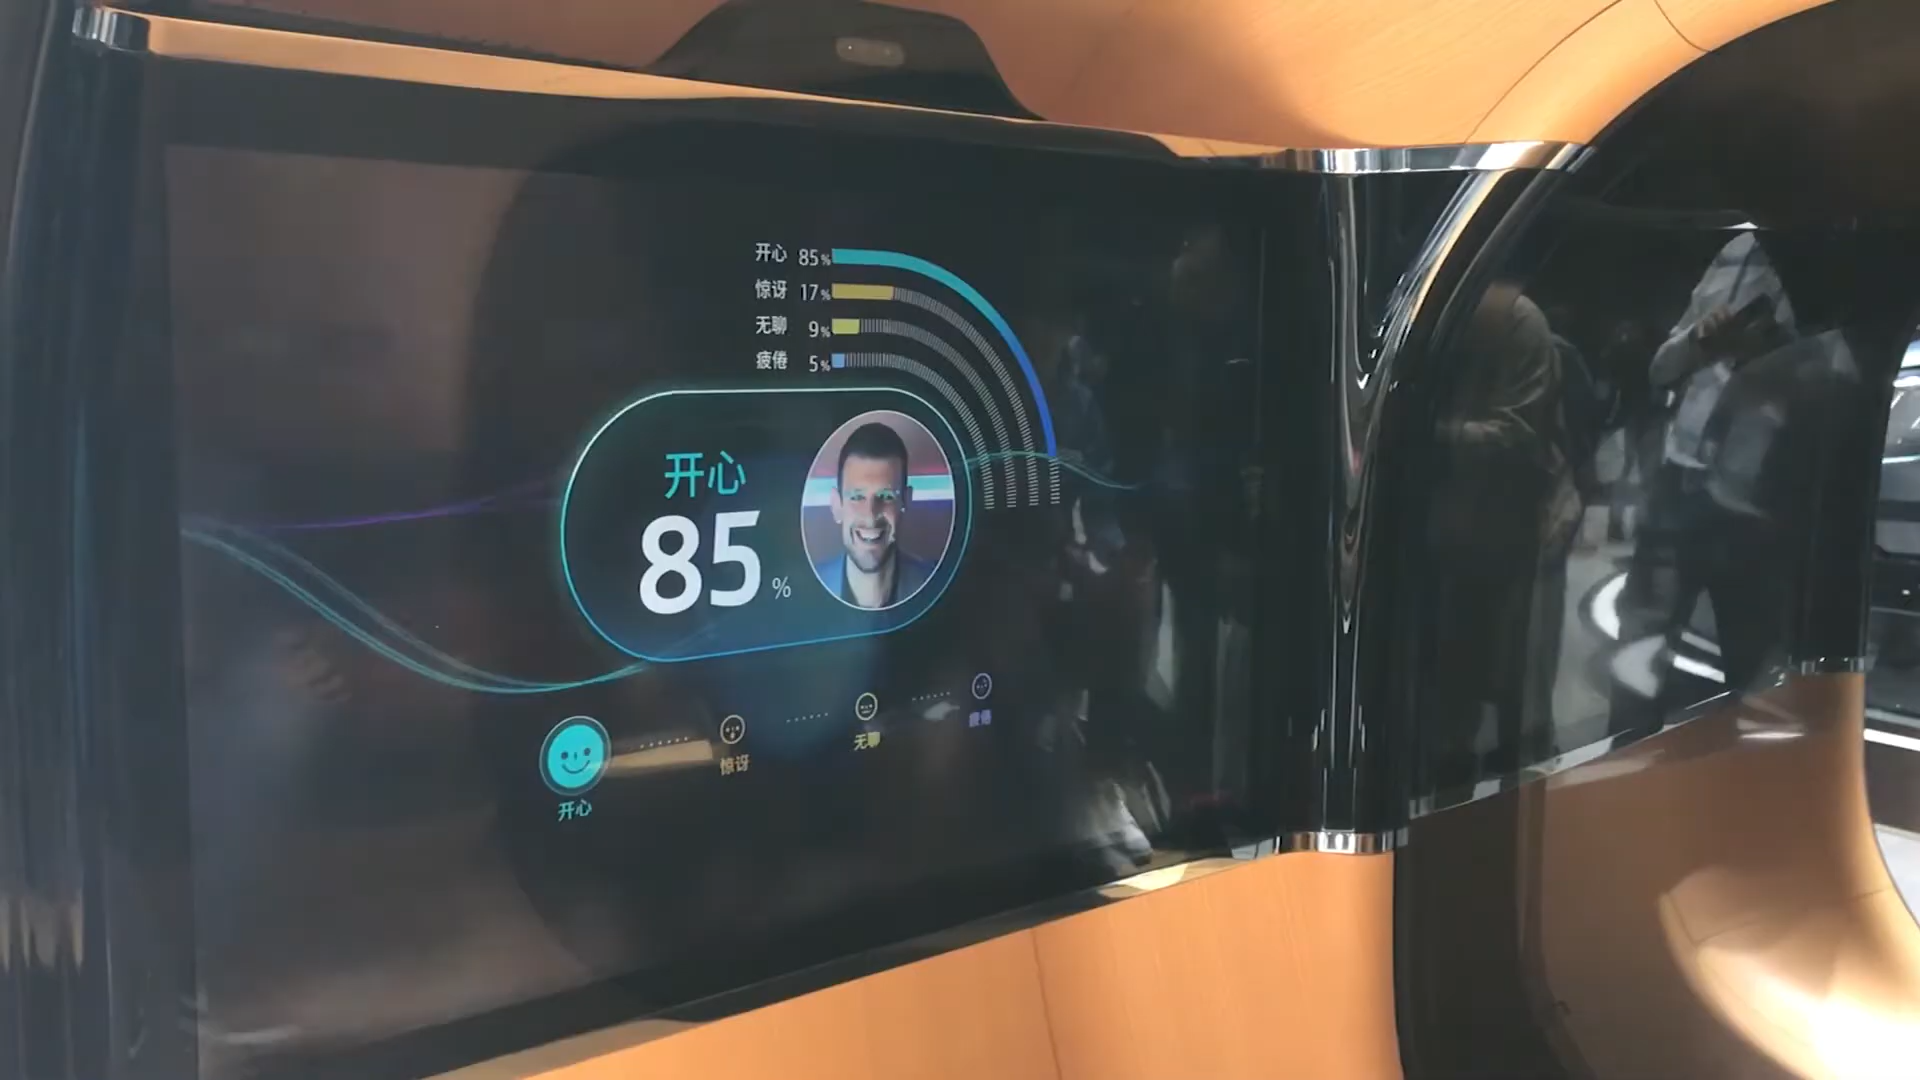 开心 85%
惊讶 17%
无聊 9%
疲倦 5%
开心
85%
开心
惊讶
无聊
疲倦